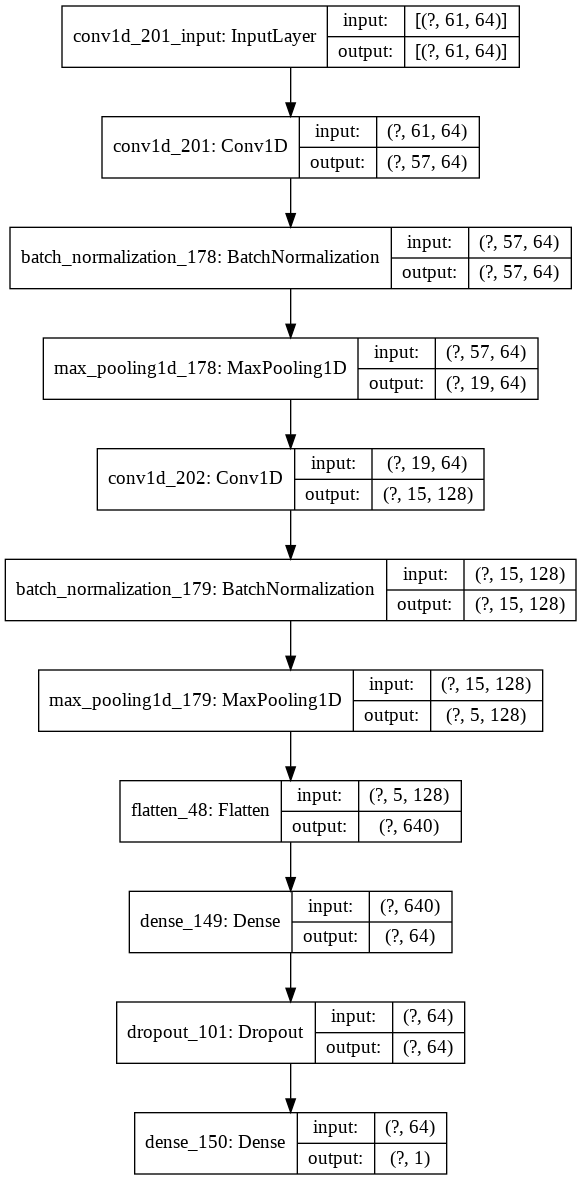 conv1d_201_input: InputLayer
input:
[(?, 61, 64)]
output:
[(?, 61, 64)]
conv1d_201: Conv1D
input:
(?, 61, 64)
output:
(?, 57, 64)
batch_normalization_178: BatchNormalization
input:
(?, 57, 64)
output:
(?, 57, 64)
max_pooling1d_178: MaxPooling1D
input:
(?, 57, 64)
output:
(?, 19, 64)
conv1d_202: Conv1D
input:
(?, 19, 64)
output:
(?, 15, 128)
batch_normalization_179: BatchNormalization
input:
(?, 15, 128)
output:
(?, 15, 128)
max_pooling1d_179: MaxPooling1D
input:
(?, 15, 128)
output:
(?, 5, 128)
flatten_48: Flatten
input:
(?, 5, 128)
output:
(?, 640)
dense_149: Dense
input:
(?, 640)
output:
(?, 64)
dropout_101: Dropout
input:
(?, 64)
output:
(?, 64)
dense_150: Dense
input:
(?, 64)
output:
(?, 1)